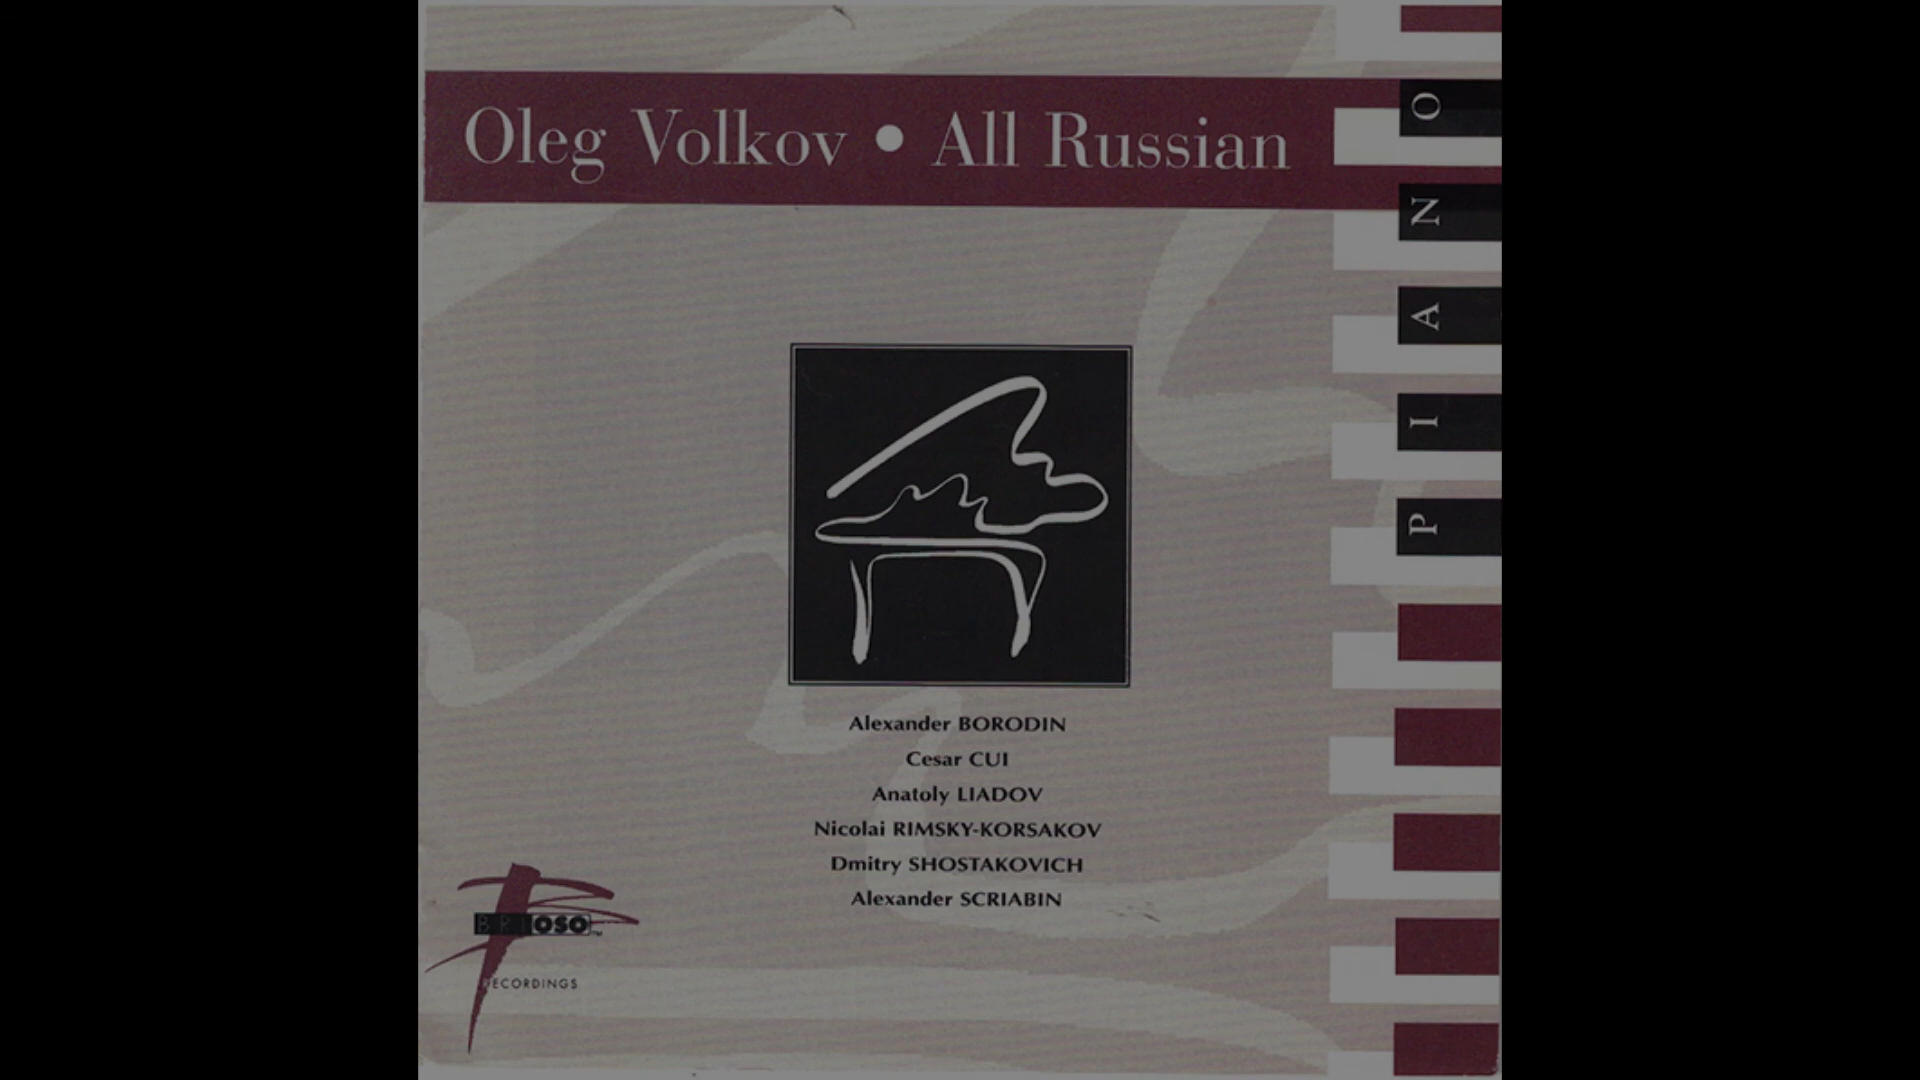 Oleg Volkov • All Russian
PIANO
Alexander BORODIN
Cesar CUI
Anatoly LIADOV
Nicolai RIMSKY-KORSAKOV
Dmitry SHOSTAKOVICH
Alexander SCRIABIN
BRIOSO™
RECORDINGS